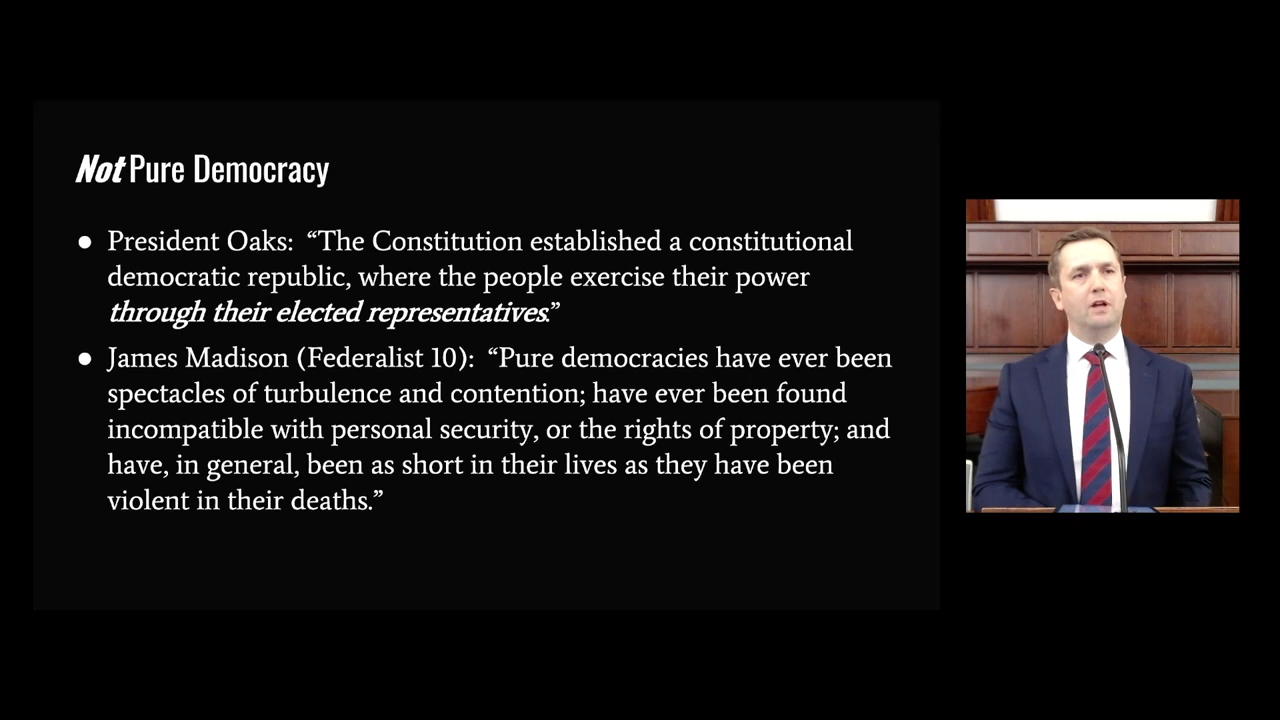 Not Pure Democracy
● President Oaks:  “The Constitution established a constitutional
democratic republic, where the people exercise their power
through their elected representatives.”
● James Madison (Federalist 10):  “Pure democracies have ever been
spectacles of turbulence and contention; have ever been found
incompatible with personal security, or the rights of property; and
have, in general, been as short in their lives as they have been
violent in their deaths.”